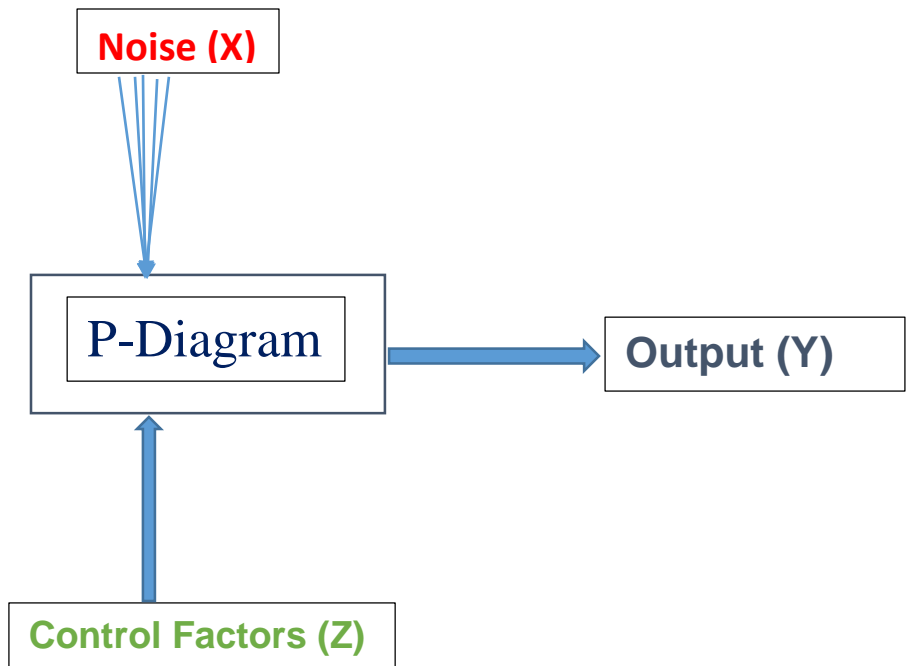 Noise (X)
P-Diagram
Output (Y)
Control Factors (Z)